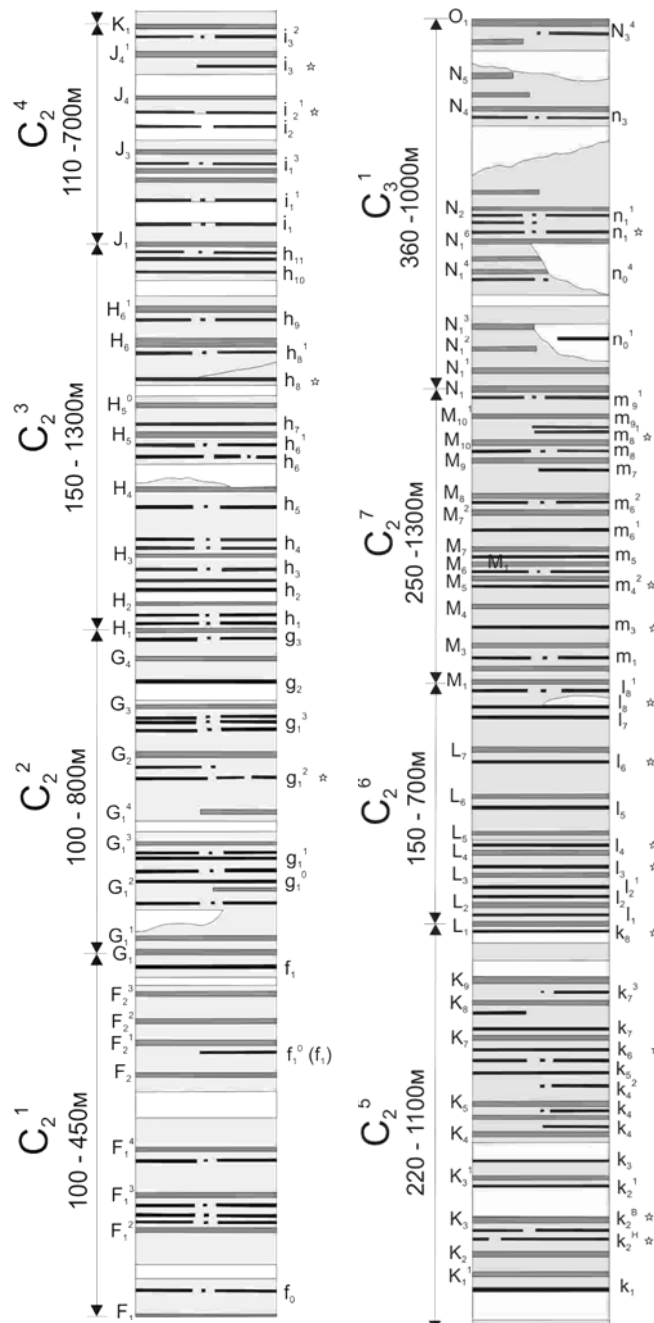 K₁
J₄¹
J₄
J₃
J₁
i₃²
i₃ ☆
i₂¹ ☆
i₂
i₁³
i₁¹
i₁
C₂⁴
110 -700м
H₆¹
H₆
H₅⁰
H₅
H₄
H₃
H₂
H₁
h₁₁
h₁₀
h₉
h₈¹
h₈ ☆
h₇
h₆¹
h₆
h₅
h₄
h₃
h₂
h₁
C₂³
150 -1300м
G₄
G₃
G₂
G₁⁴
G₁³
G₁²
G₁¹
G₁
g₃
g₂
g₁³
g₁² ☆
g₁¹
g₁⁰
C₂²
100 - 800м
F₂³
F₂²
F₂¹
F₂
F₁⁴
F₁³
F₁²
F₁
f₁
f₁⁰ (f₁)
f₀
C₂¹
100 - 450м
O₁
N₅
N₄
N₂
N₁⁶
N₁⁴
N₁³
N₁²
N₁¹
N₁
N₃⁴
n₃
n₁¹
n₁ ☆
n₀⁴
n₀¹
C₃¹
360 -1000м
M₁₀¹
M₁₀
M₉
M₈
M₇²
M₇
M₆
M₁
M₅
M₄
M₃
M₁
m₉¹
m₉
m₈¹ ☆
m₈
m₇
m₆²
m₆¹
m₅
m₄² ☆
m₃ ☆
m₁
C₂⁷
250 -1300м
L₇
L₆
L₅
L₄
L₃
L₂
L₁
l₈¹
l₈ ☆
l₇
l₆ ☆
l₅
l₄ ☆
l₃ ☆
l₂¹
l₂
l₁
C₂⁶
150 - 700м
K₉
K₈
K₇
K₅
K₄
K₃¹
K₃
K₂
K₁¹
k₈ ☆
k₇³
k₇
k₆
k₅
k₄²
k₄
k₄
k₃
k₂¹
k₂ᴮ ☆
k₂ᴴ ☆
k₁
C₂⁵
220 -1100м